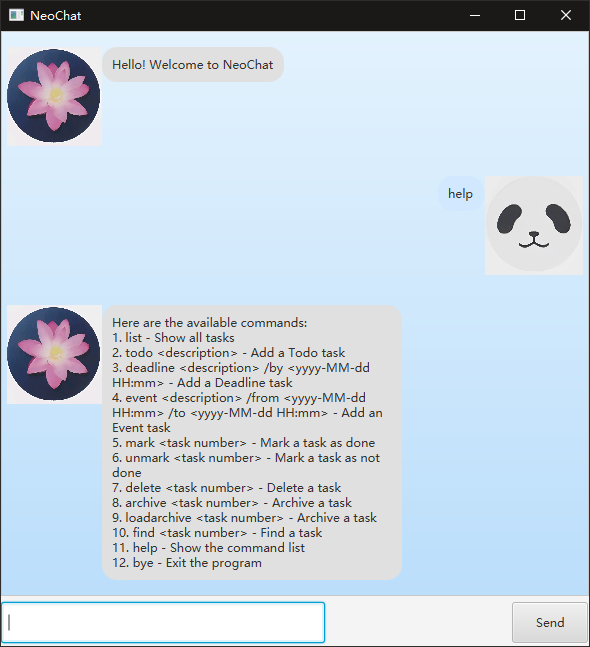 NeoChat
Hello! Welcome to NeoChat
help
Here are the available commands:
1. list - Show all tasks
2. todo <description> - Add a Todo task
3. deadline <description> /by <yyyy-MM-dd
HH:mm> - Add a Deadline task
4. event <description> /from <yyyy-MM-dd
HH:mm> /to <yyyy-MM-dd HH:mm> - Add an
Event task
5. mark <task number> - Mark a task as done
6. unmark <task number> - Mark a task as not
done
7. delete <task number> - Delete a task
8. archive <task number> - Archive a task
9. loadarchive <task number> - Archive a task
10. find <task number> - Find a task
11. help - Show the command list
12. bye - Exit the program
Send